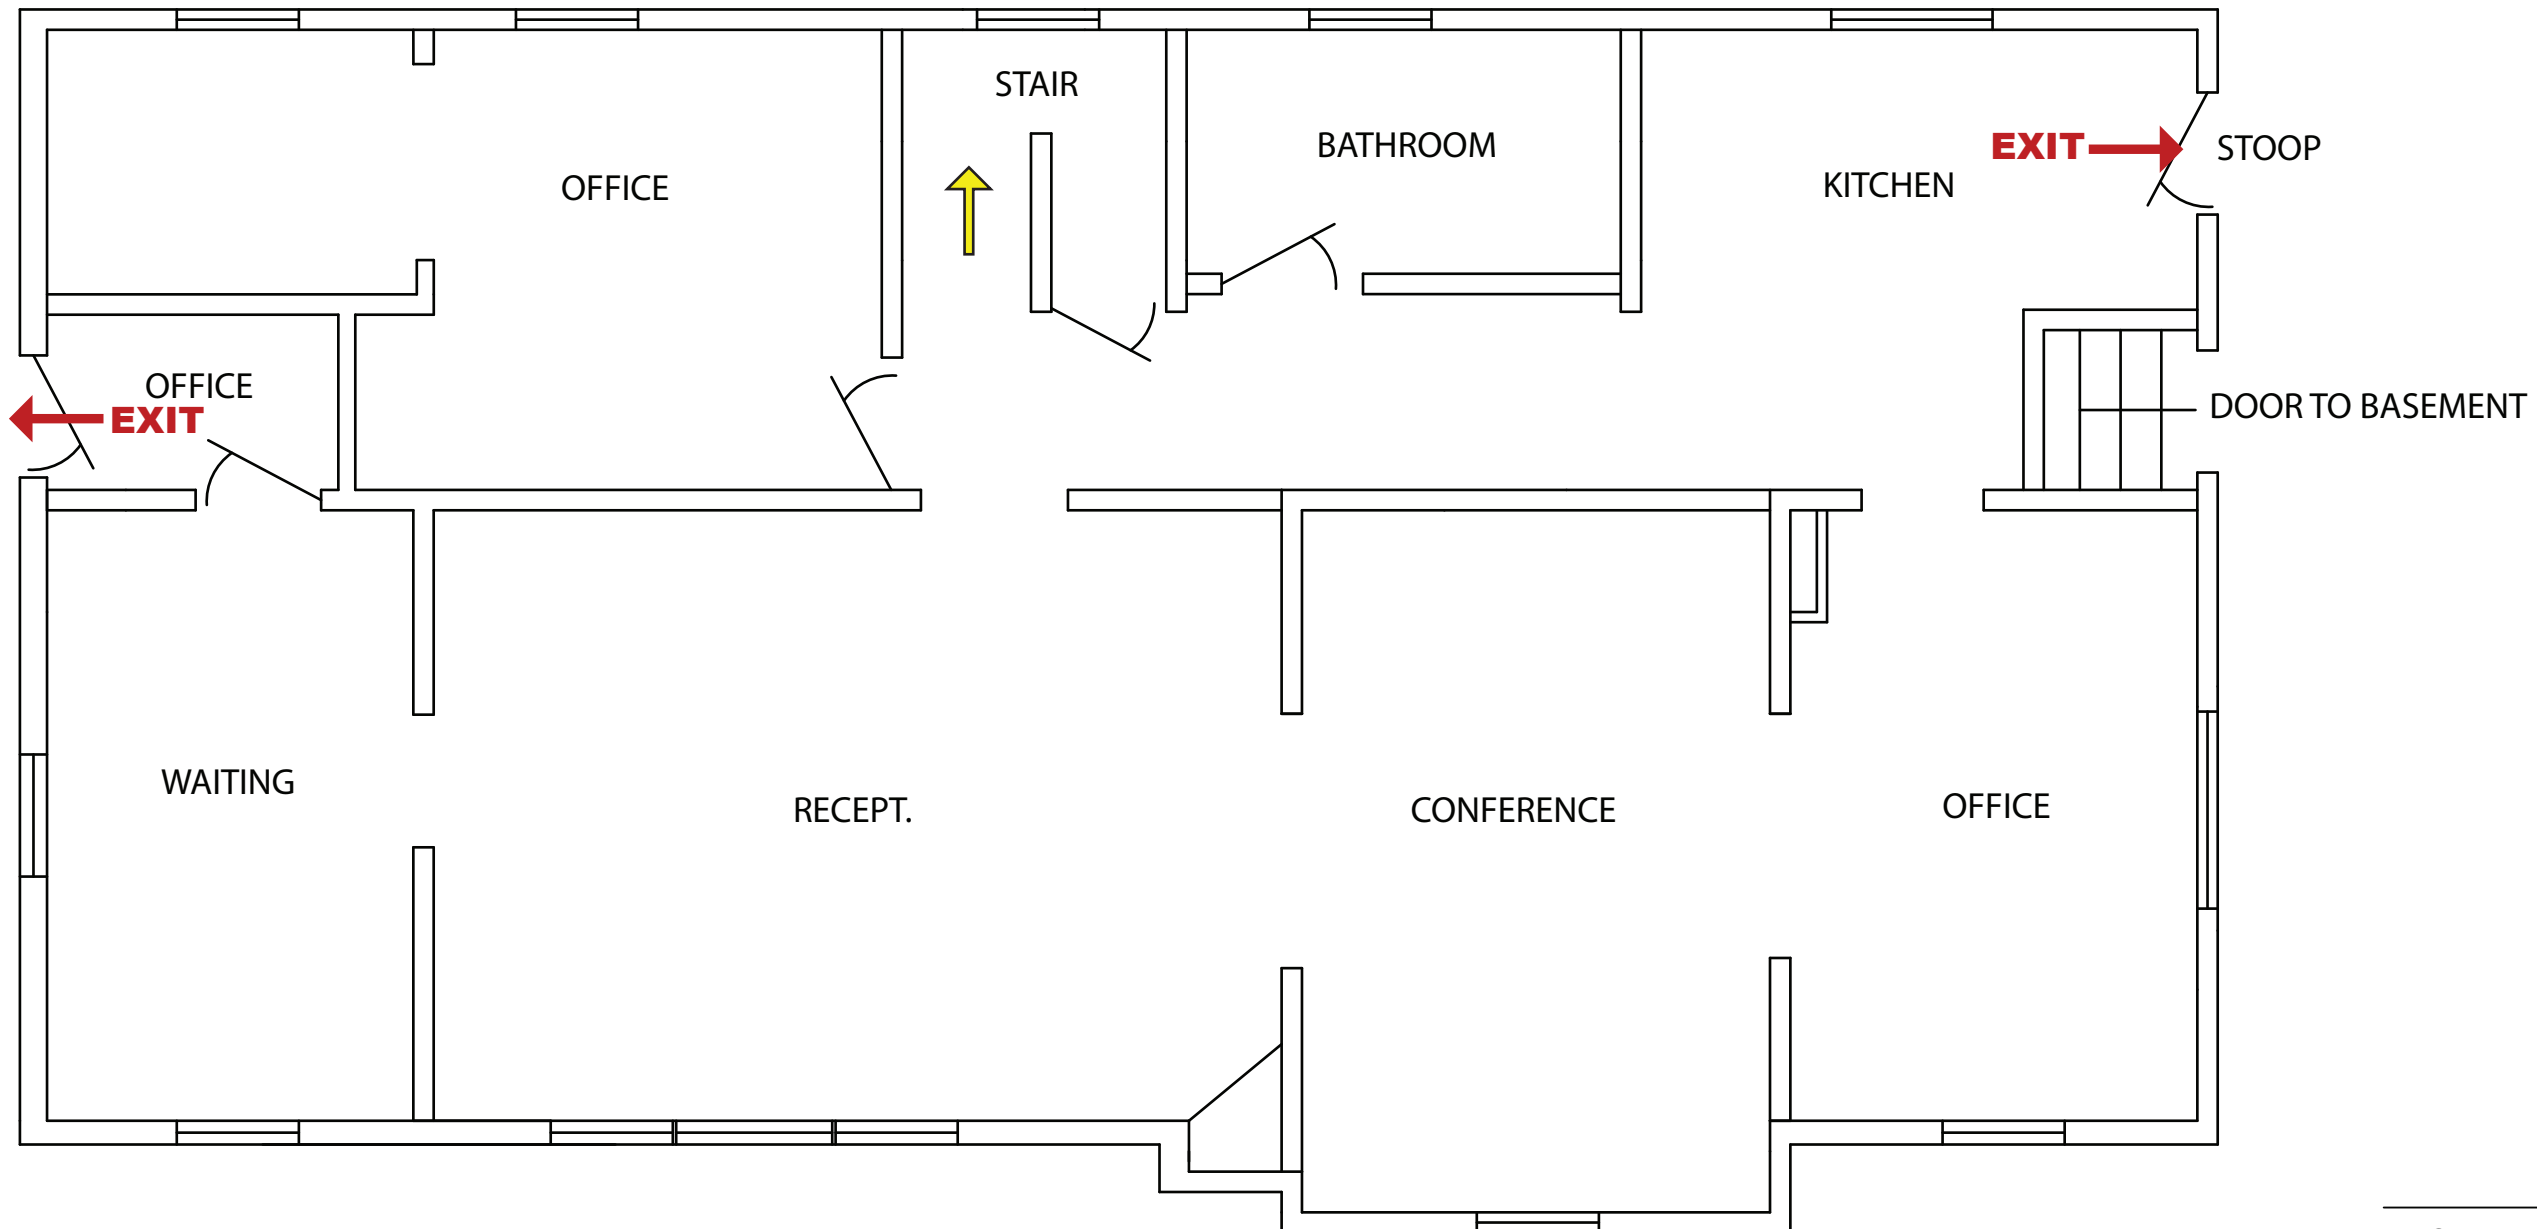 STAIR
BATHROOM
EXIT
STOOP
KITCHEN
OFFICE
OFFICE
EXIT
DOOR TO BASEMENT
WAITING
RECEPT.
CONFERENCE
OFFICE